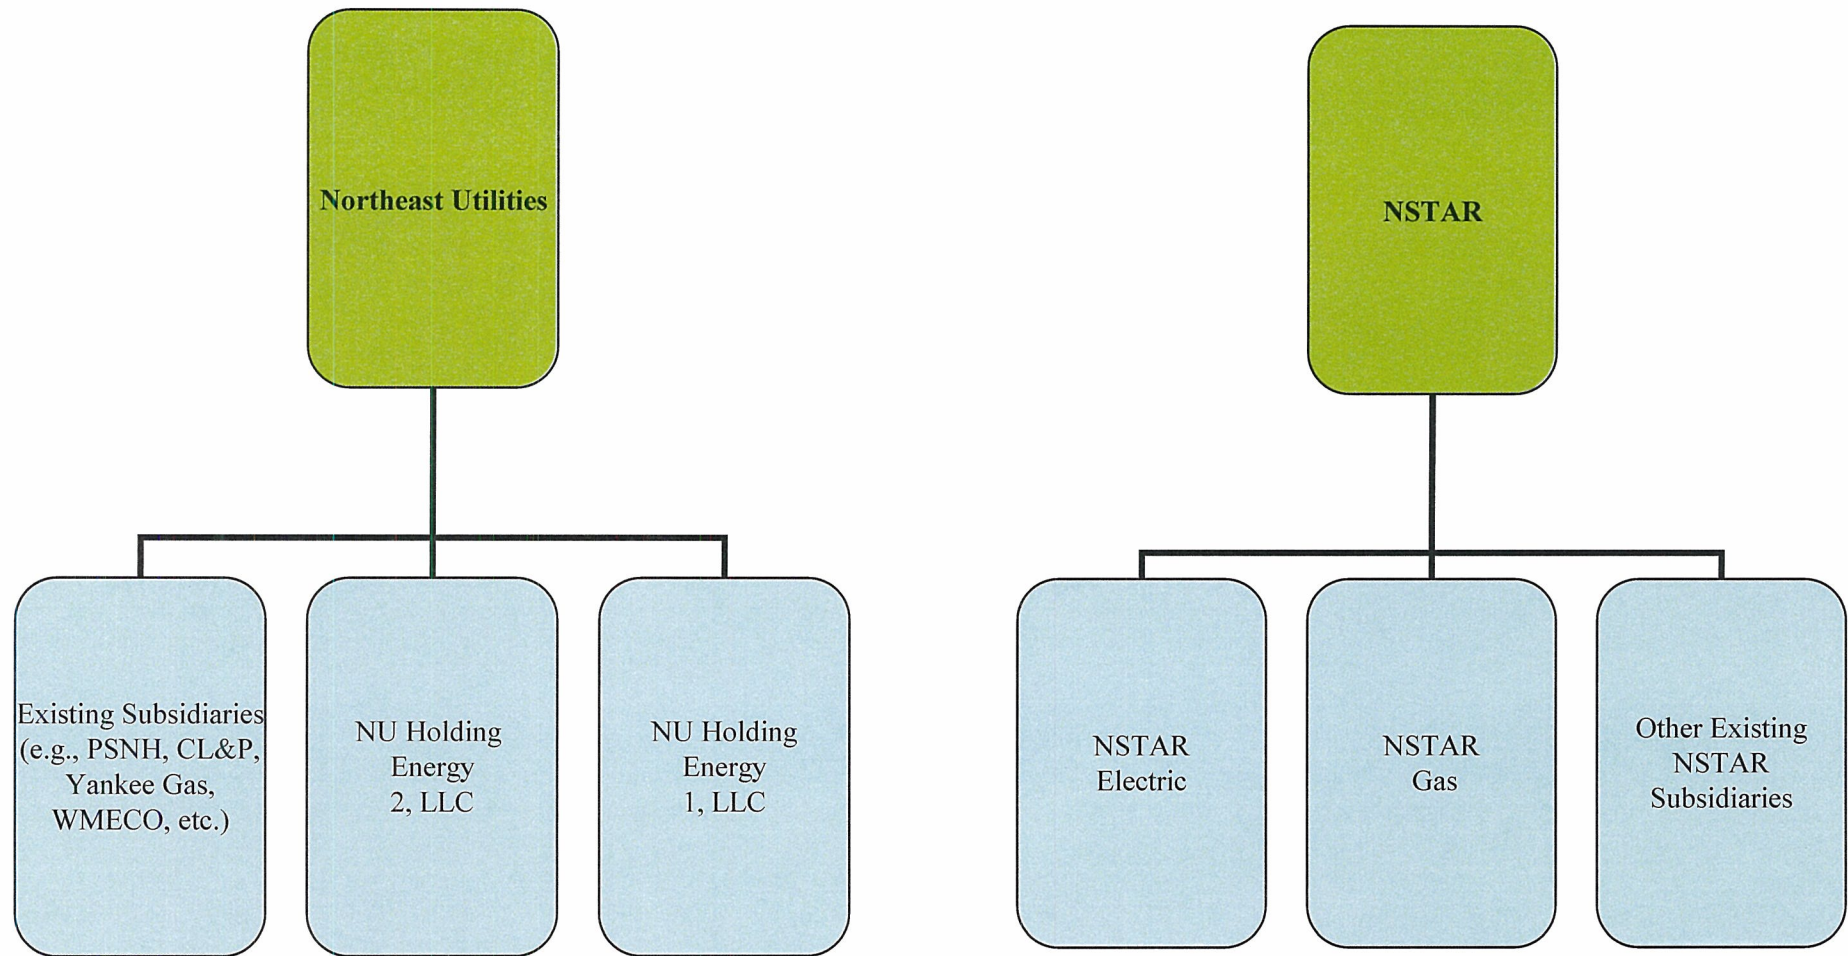 Northeast Utilities
NSTAR
Existing Subsidiaries
(e.g., PSNH, CL&P,
Yankee Gas,
WMECO, etc.)
NU Holding
Energy
2, LLC
NU Holding
Energy
1, LLC
NSTAR
Electric
NSTAR
Gas
Other Existing
NSTAR
Subsidiaries